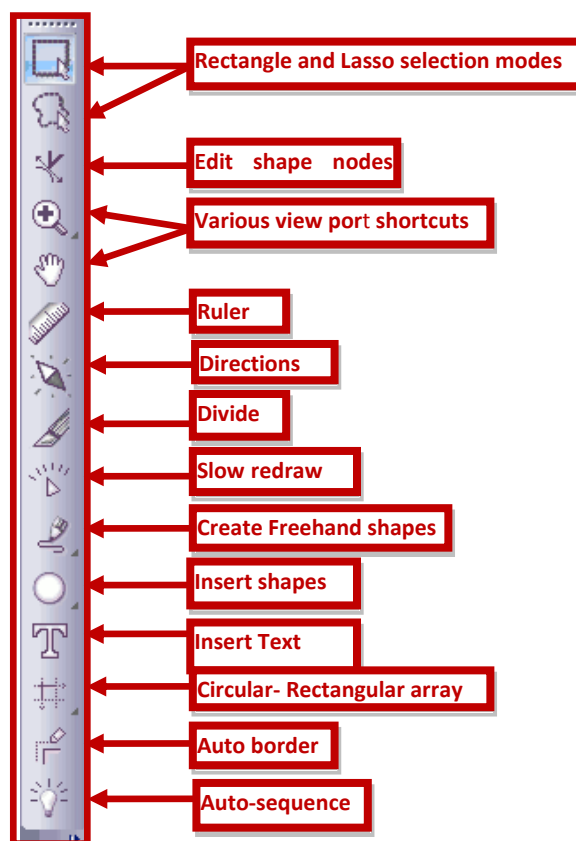 Rectangle and Lasso selection modes
Edit shape nodes
Various view port shortcuts
Ruler
Directions
Divide
Slow redraw
Create Freehand shapes
Insert shapes
Insert Text
Circular- Rectangular array
Auto border
Auto-sequence